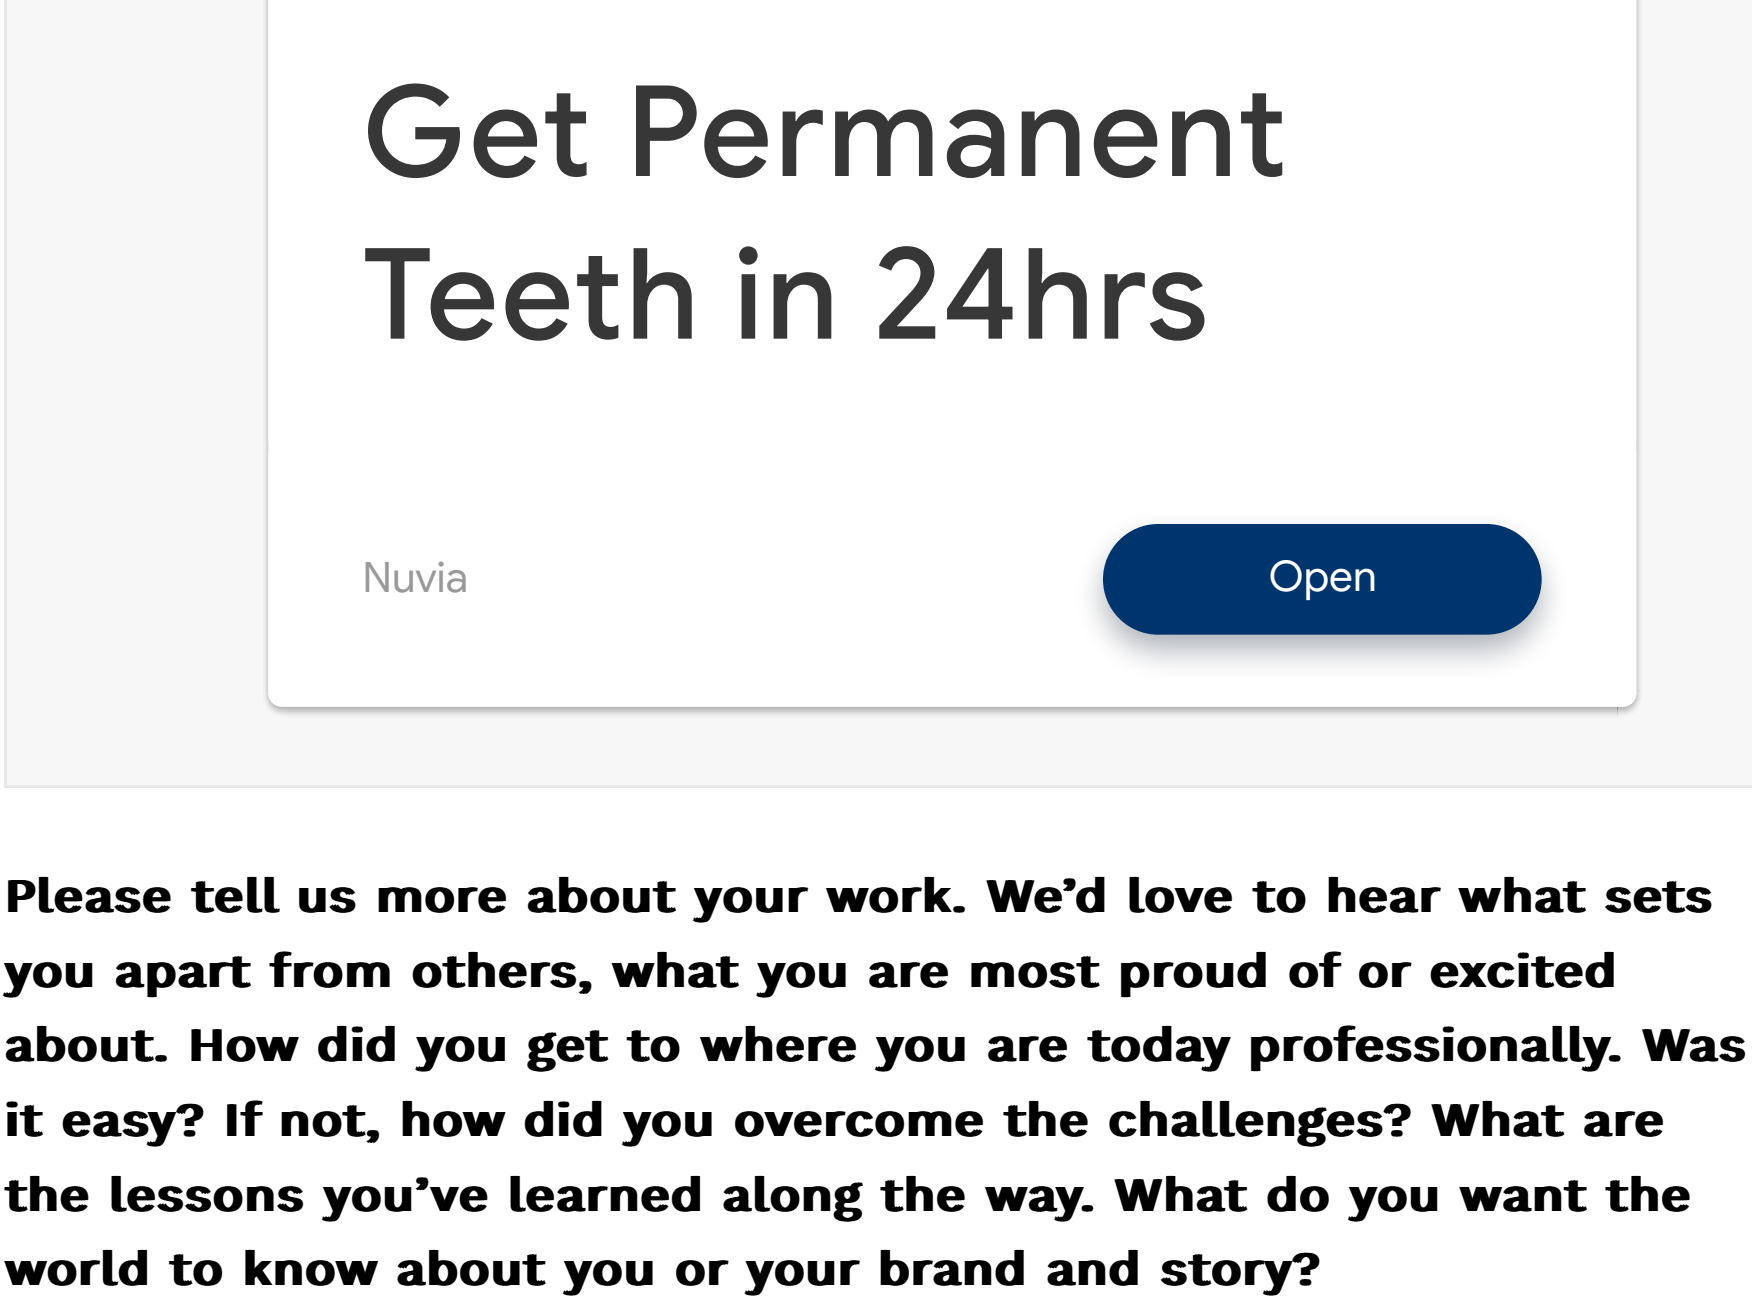 Get Permanent
Teeth in 24hrs
Nuvia
Open
Please tell us more about your work. We’d love to hear what sets
you apart from others, what you are most proud of or excited
about. How did you get to where you are today professionally. Was
it easy? If not, how did you overcome the challenges? What are
the lessons you’ve learned along the way. What do you want the
world to know about you or your brand and story?